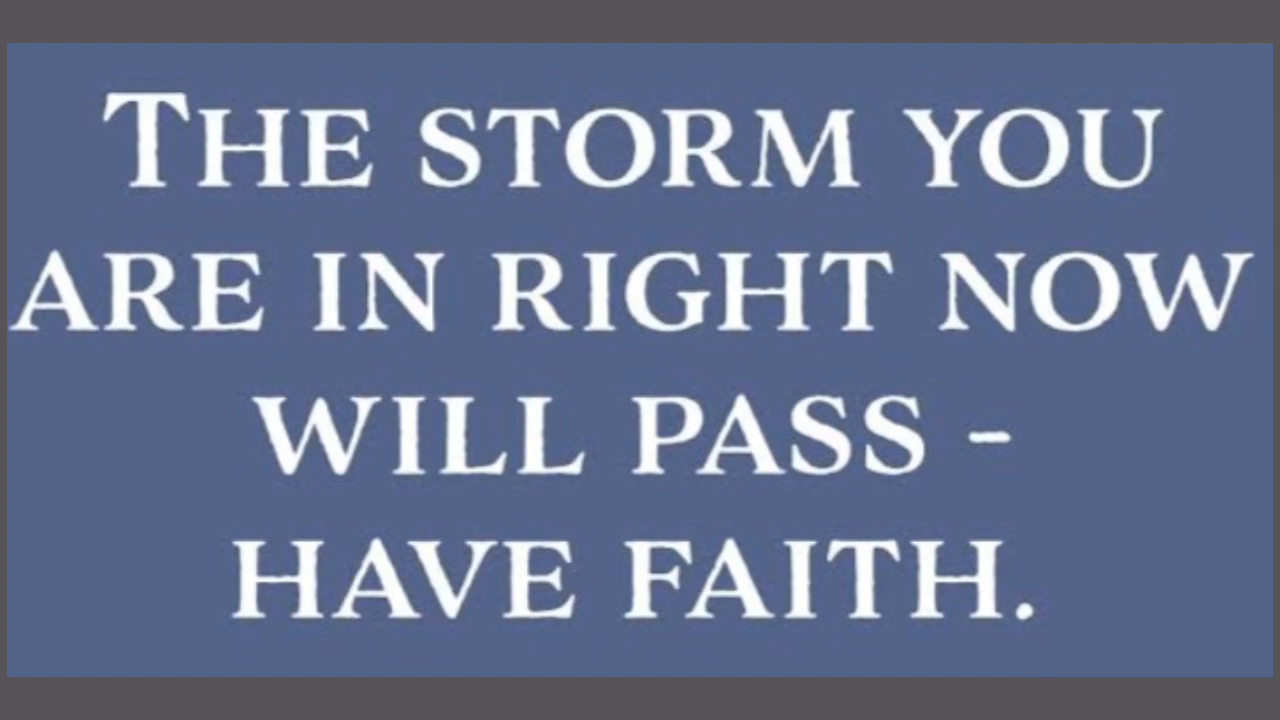 The storm you
are in right now
will pass -
have faith.